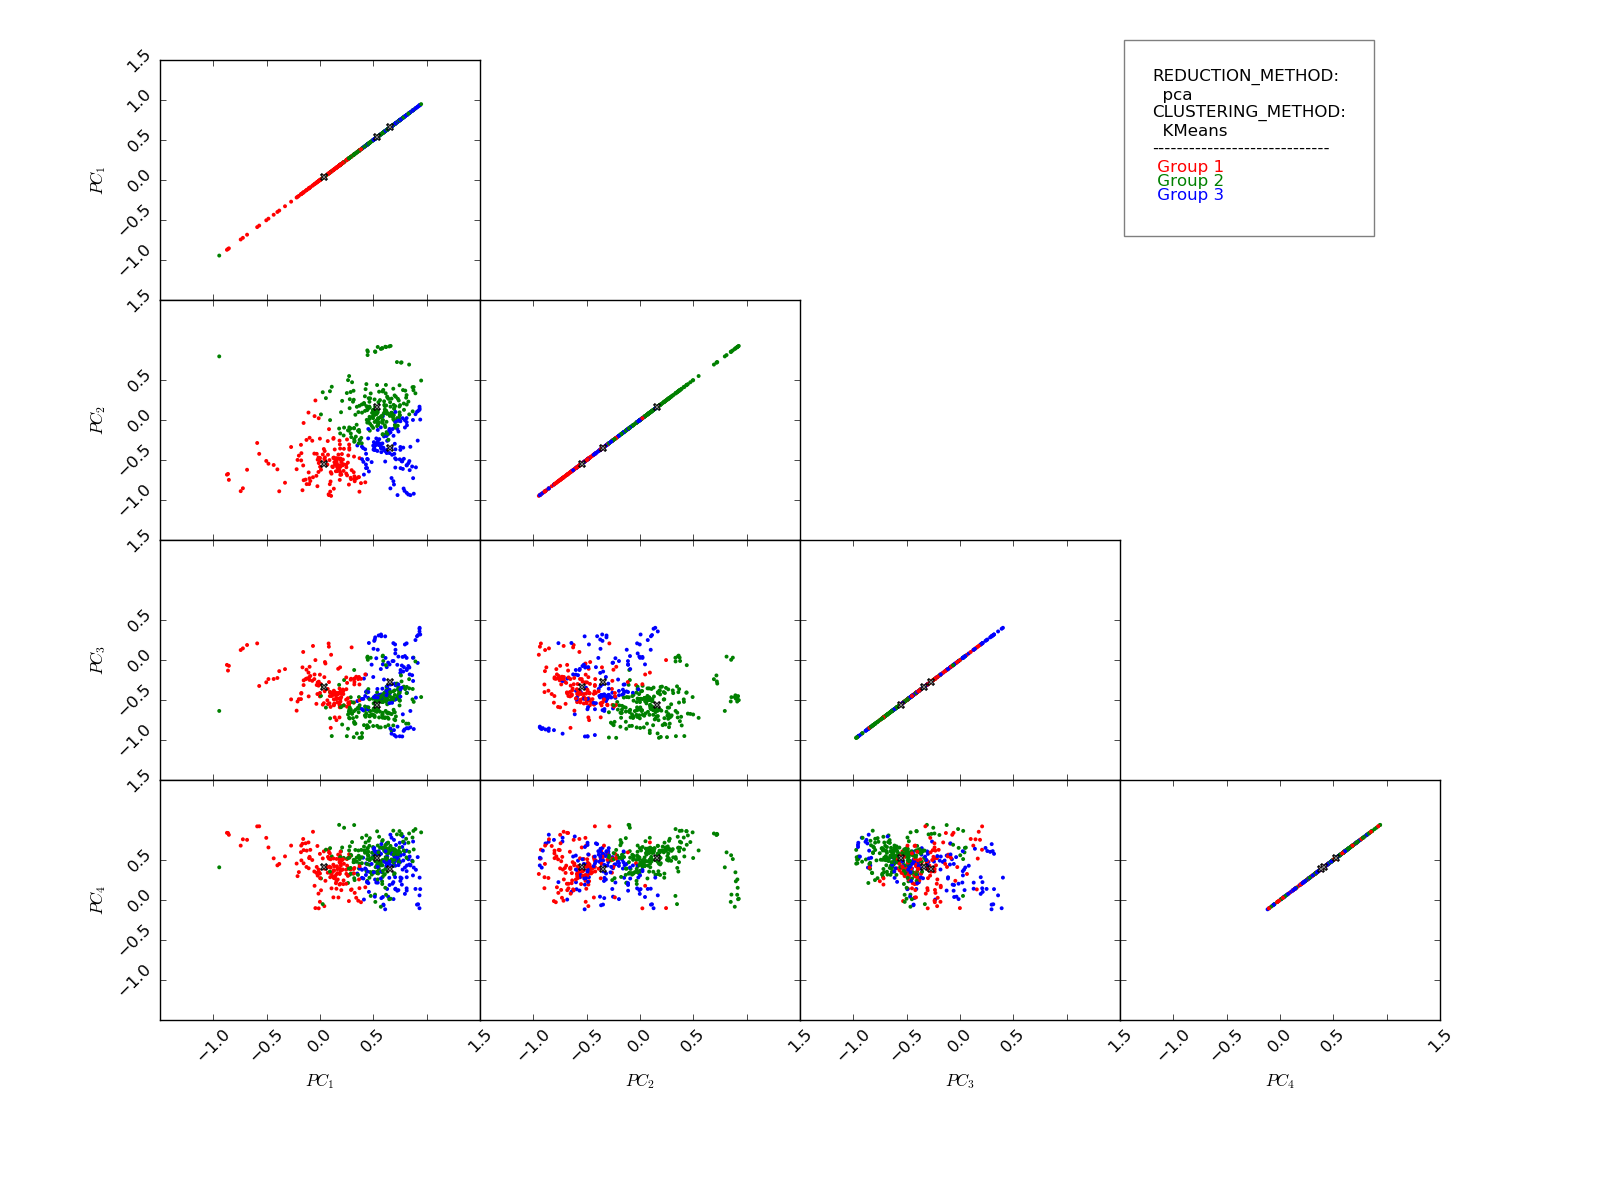 1.5
1.0
0.5
0.0
−0.5
−1.0
PC1
REDUCTION_METHOD:
pca
CLUSTERING_METHOD:
KMeans
-----------------------------
Group 1
Group 2
Group 3
1.5
0.5
0.0
−0.5
−1.0
PC2
1.5
0.5
0.0
−0.5
−1.0
PC3
1.5
0.5
0.0
−0.5
−1.0
PC4
−1.0 −0.5 0.0 0.5 1.5 −1.0 −0.5 0.0 0.5 1.5 −1.0 −0.5 0.0 0.5 1.5 −1.0 −0.5 0.0 0.5 1.5
PC1 PC2 PC3 PC4